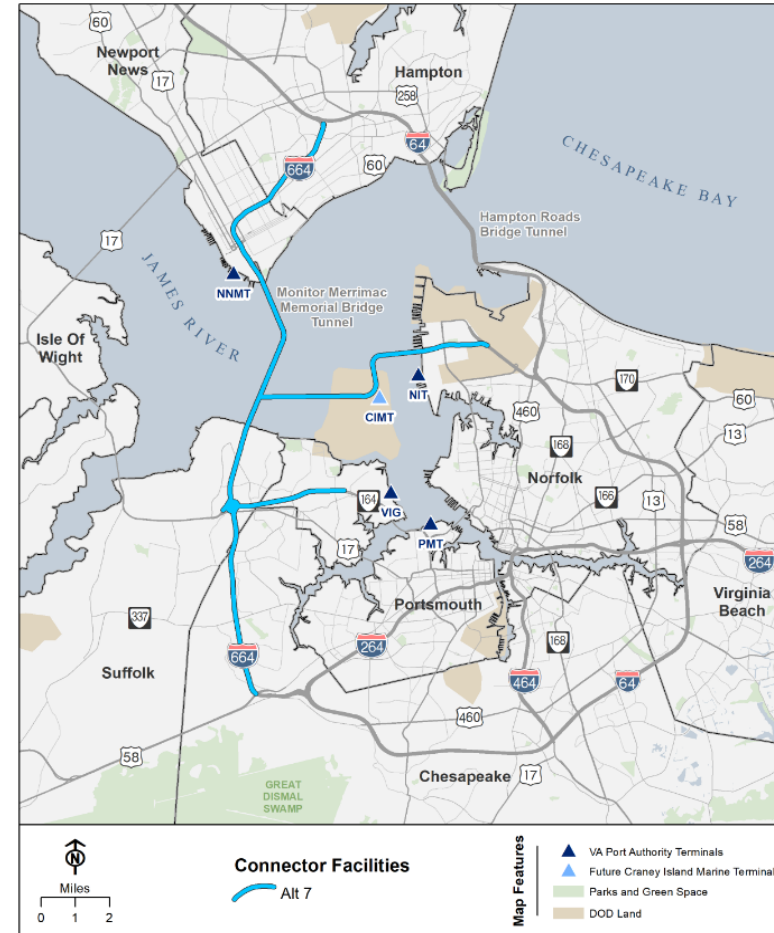 60
Newport
News
17
Hampton
258
64
664
60
CHESAPEAKE BAY
Hampton Roads
Bridge Tunnel
17
JAMES RIVER
NNMT
Monitor Merrimac
Memorial Bridge
Tunnel
Isle Of
Wight
NIT
170
CIMT
460
60
13
168
Norfolk
164
VIG
166
13
58
17
PMT
264
Virginia
Beach
Portsmouth
337
168
664
264
Suffolk
464
64
460
58
Chesapeake
17
GREAT
DISMAL
SWAMP
N
Miles
0 1 2
Connector Facilities
Alt 7
Map Features
VA Port Authority Terminals
Future Craney Island Marine Terminal
Parks and Green Space
DOD Land